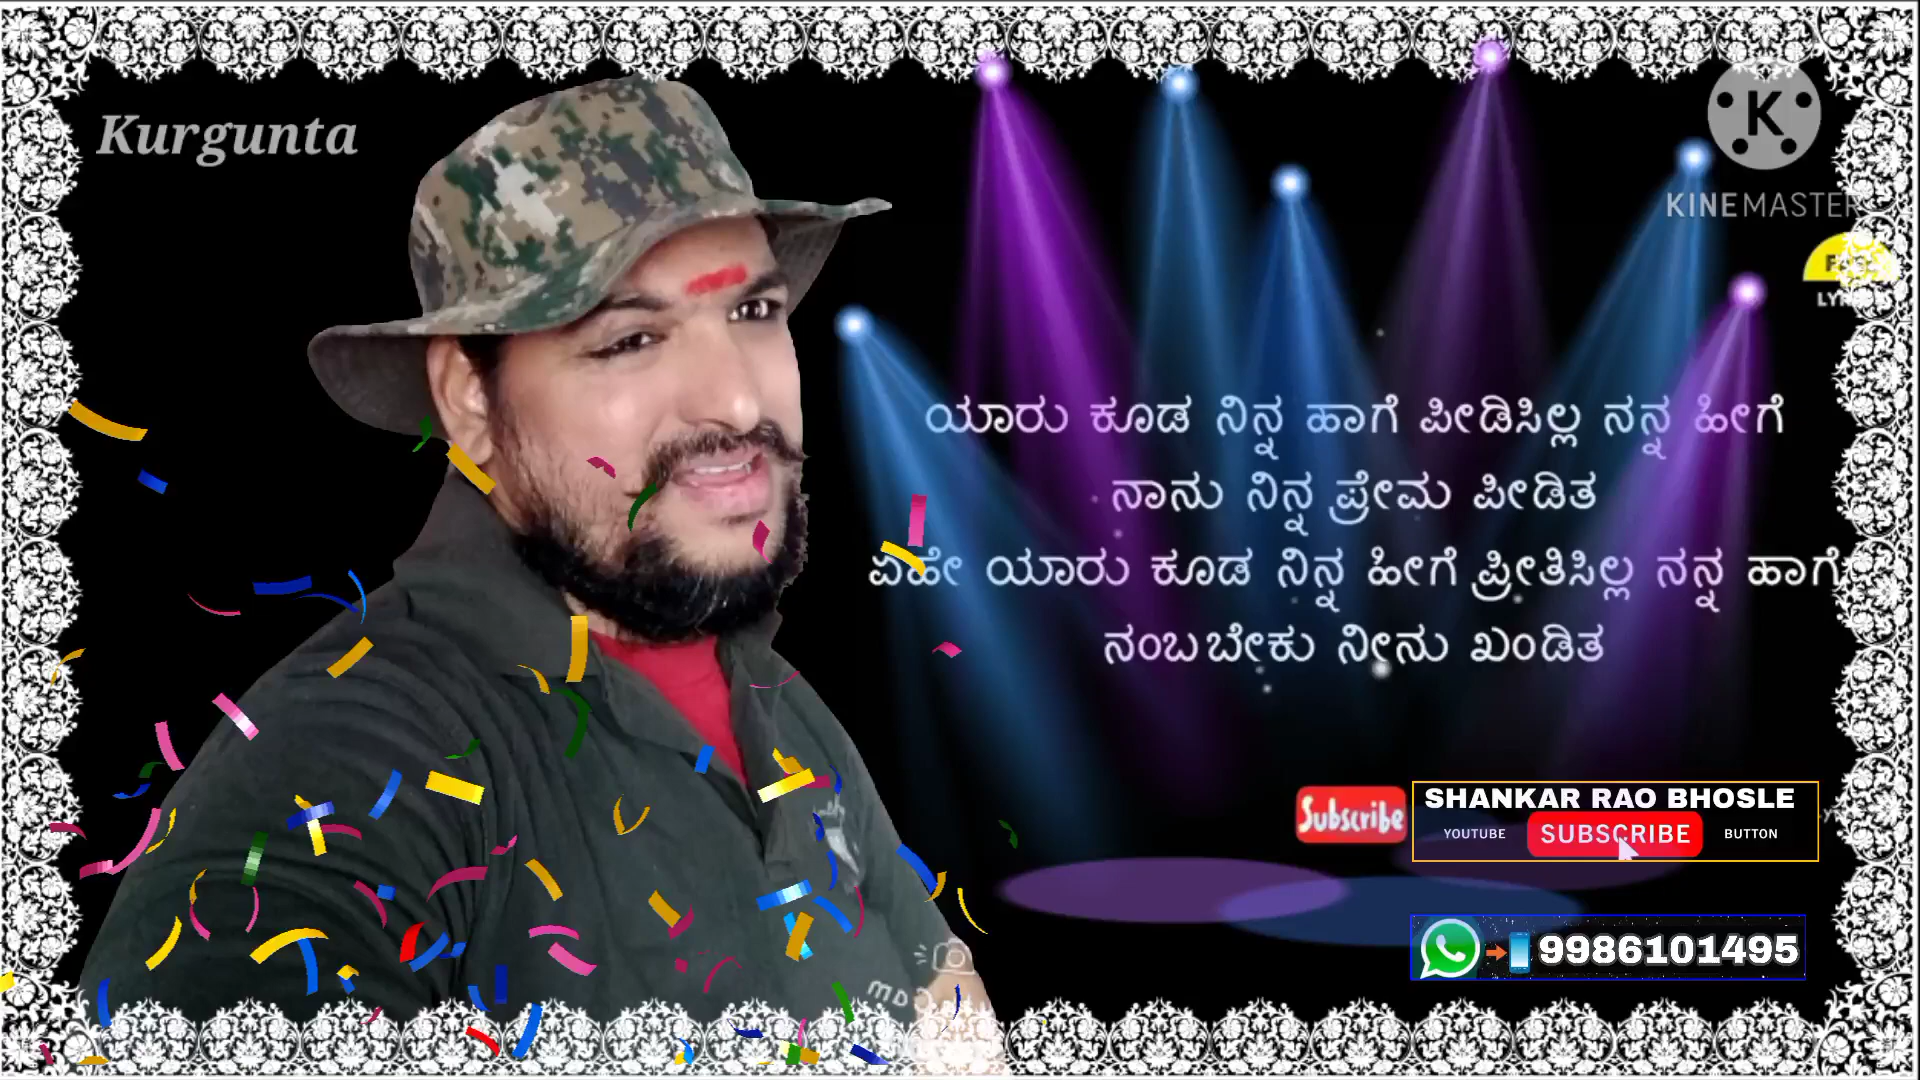 Kurgunta
K
KINEMASTER
ಯಾರು ಕೂಡ ನಿನ್ನ ಹಾಗೆ ಪೀಡಿಸಿಲ್ಲ ನನ್ನ ಹೀಗೆ
ನಾನು ನಿನ್ನ ಪ್ರೇಮ ಪೀಡಿತ
ಏಹೇ ಯಾರು ಕೂಡ ನಿನ್ನ ಹೀಗೆ ಪ್ರೀತಿಸಿಲ್ಲ ನನ್ನ ಹಾಗೆ
ನಂಬಬೇಕು ನೀನು ಖಂಡಿತ
Subscribe
SHANKAR RAO BHOSLE
YOUTUBE SUBSCRIBE BUTTON
9986101495